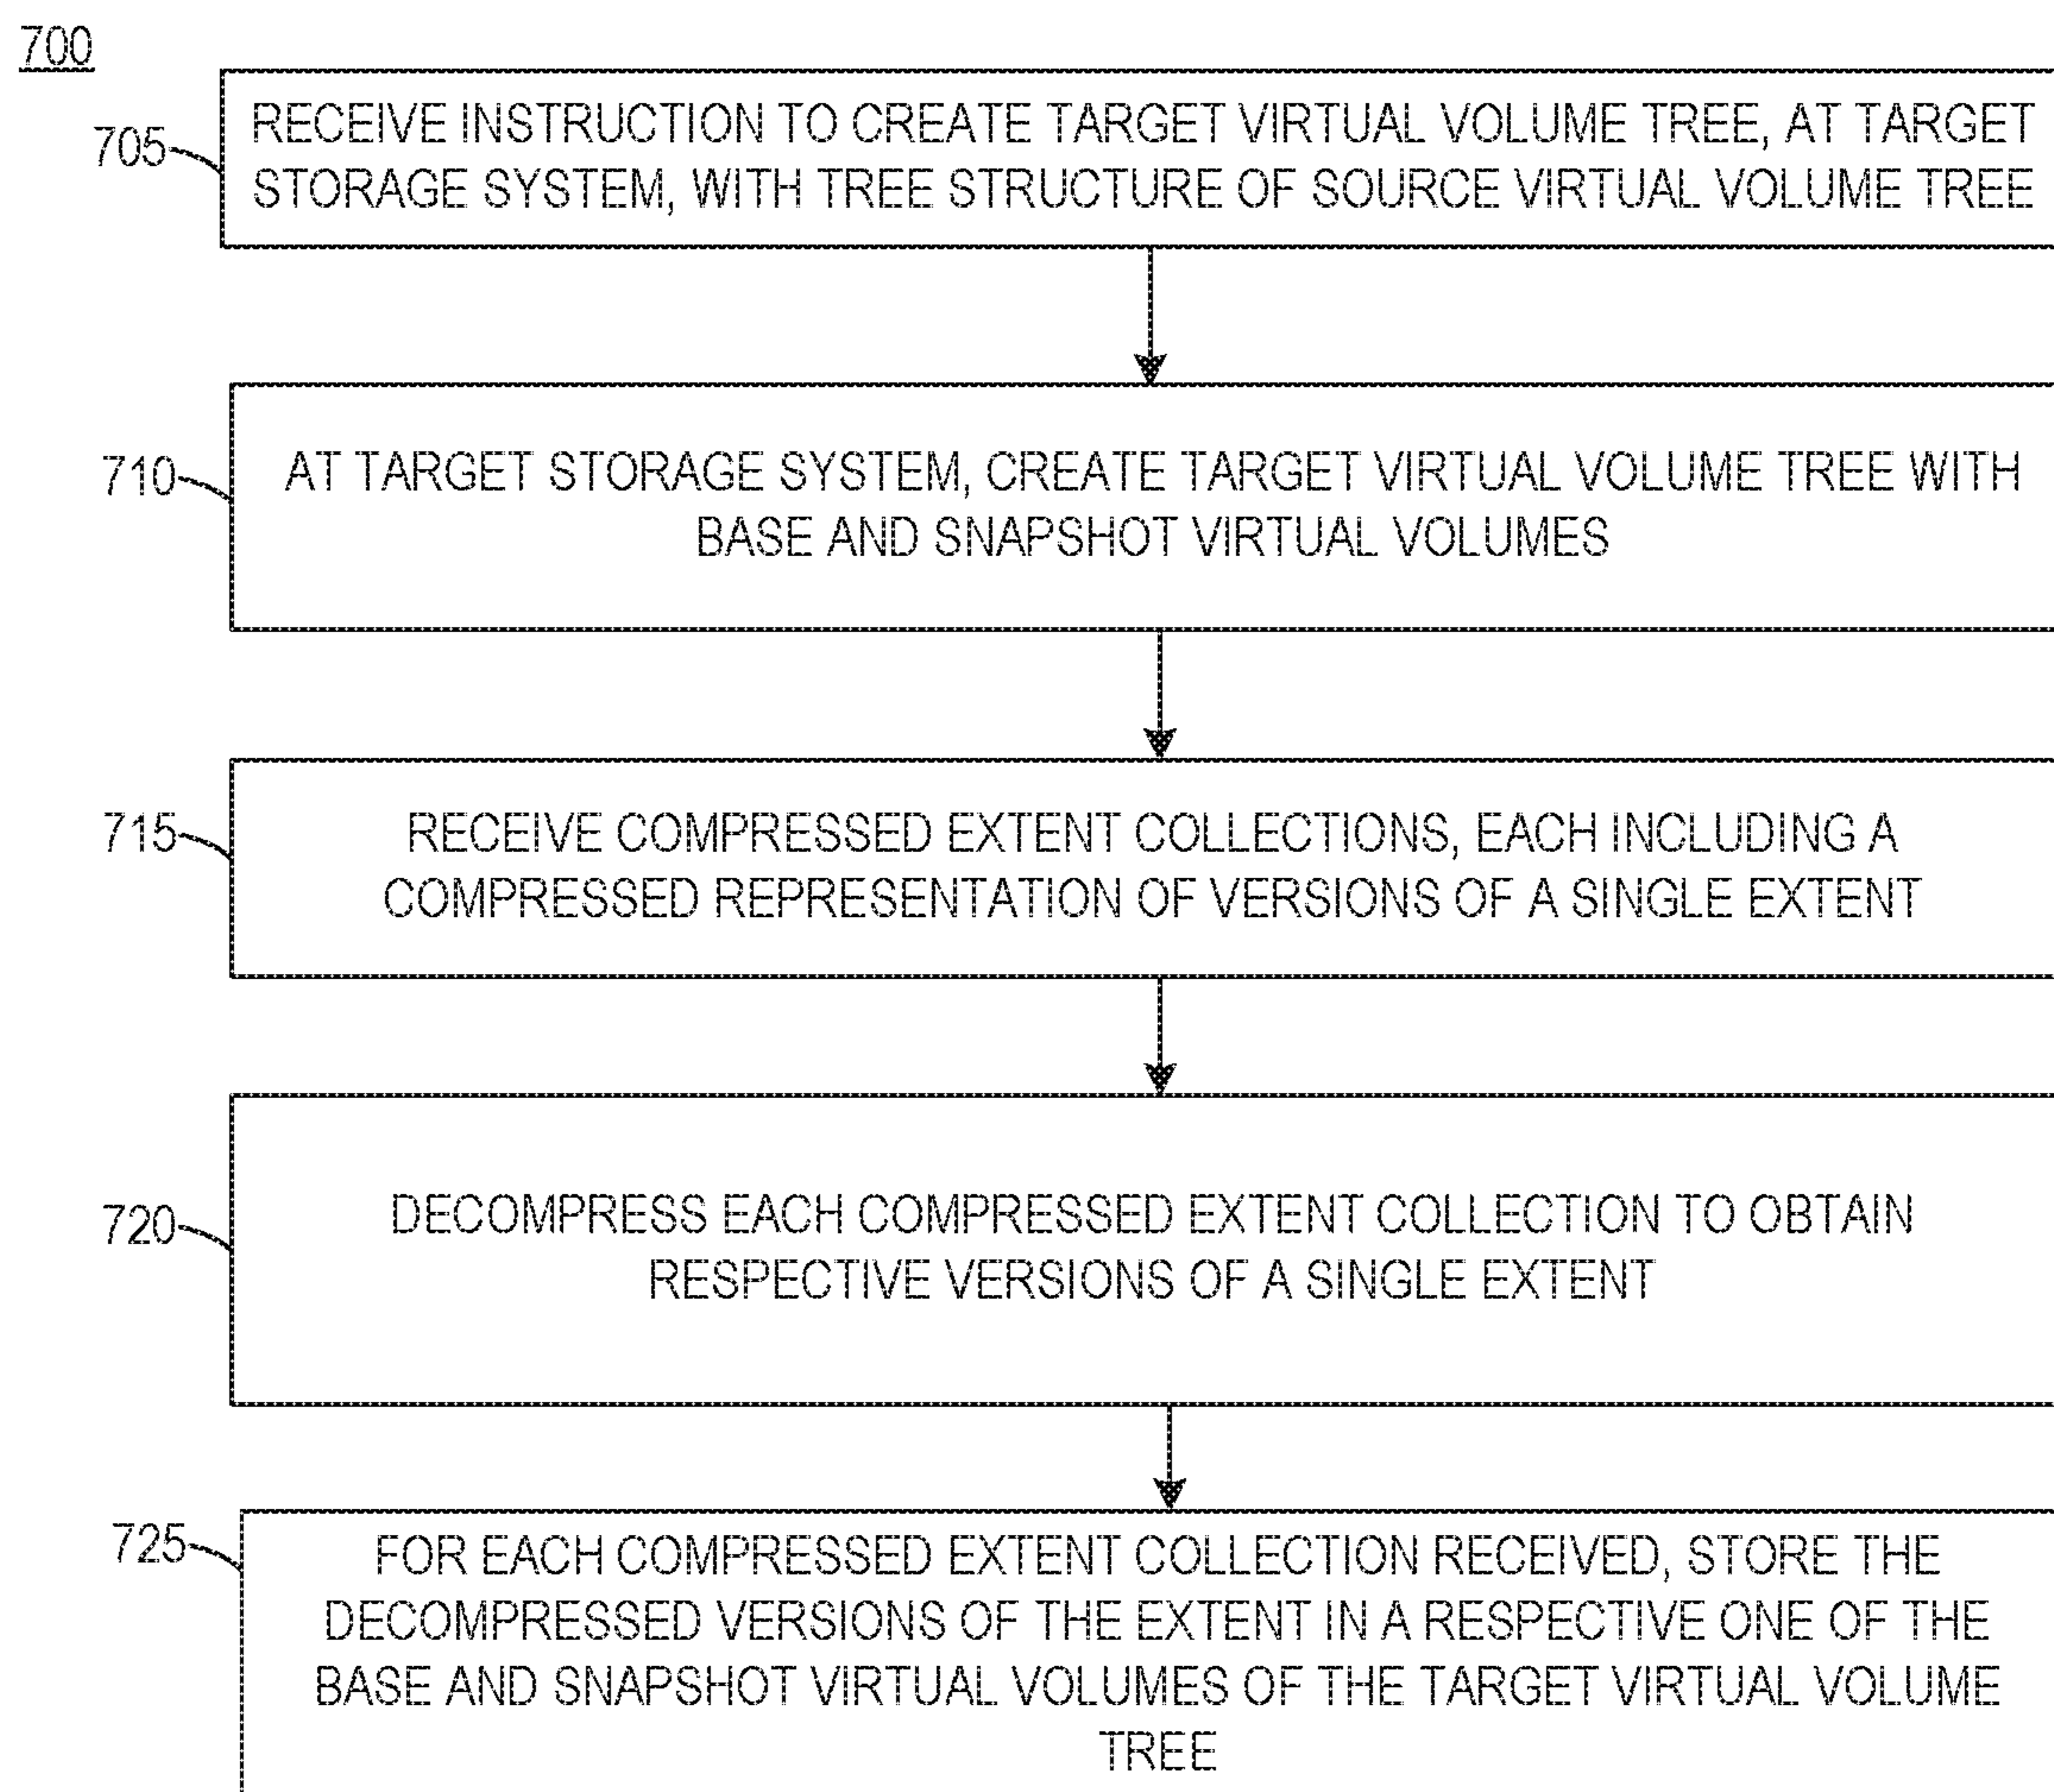 700
705
RECEIVE INSTRUCTION TO CREATE TARGET VIRTUAL VOLUME TREE, AT TARGET
STORAGE SYSTEM, WITH TREE STRUCTURE OF SOURCE VIRTUAL VOLUME TREE
710
AT TARGET STORAGE SYSTEM, CREATE TARGET VIRTUAL VOLUME TREE WITH
BASE AND SNAPSHOT VIRTUAL VOLUMES
715
RECEIVE COMPRESSED EXTENT COLLECTIONS, EACH INCLUDING A
COMPRESSED REPRESENTATION OF VERSIONS OF A SINGLE EXTENT
720
DECOMPRESS EACH COMPRESSED EXTENT COLLECTION TO OBTAIN
RESPECTIVE VERSIONS OF A SINGLE EXTENT
725
FOR EACH COMPRESSED EXTENT COLLECTION RECEIVED, STORE THE
DECOMPRESSED VERSIONS OF THE EXTENT IN A RESPECTIVE ONE OF THE
BASE AND SNAPSHOT VIRTUAL VOLUMES OF THE TARGET VIRTUAL VOLUME
TREE